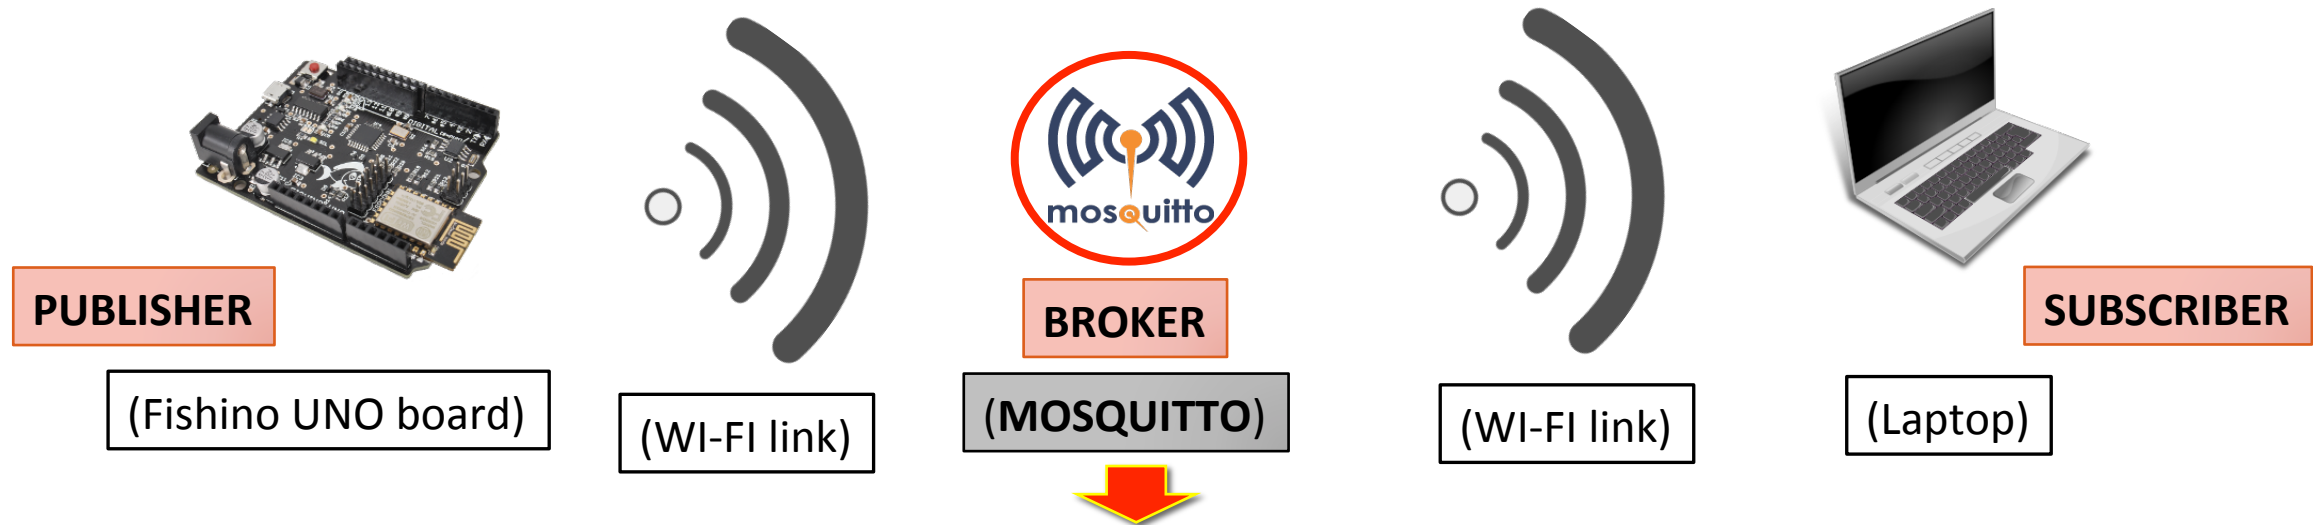 mosquitto
PUBLISHER
BROKER
SUBSCRIBER
(Fishino UNO board)
(WI-FI link)
(MOSQUITTO)
(WI-FI link)
(Laptop)